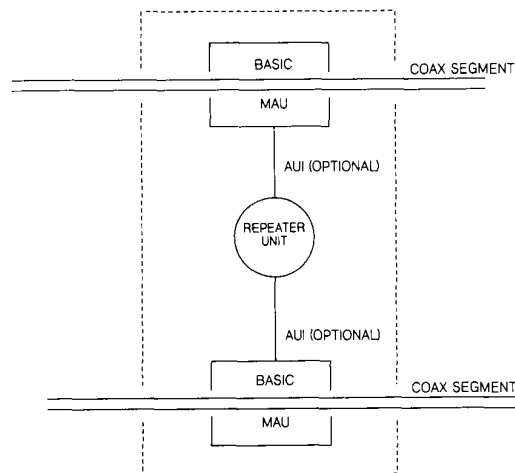 BASIC
COAX SEGMENT
MAU
AUI (OPTIONAL)
REPEATER
UNIT
AUI (OPTIONAL)
BASIC
COAX SEGMENT
MAU